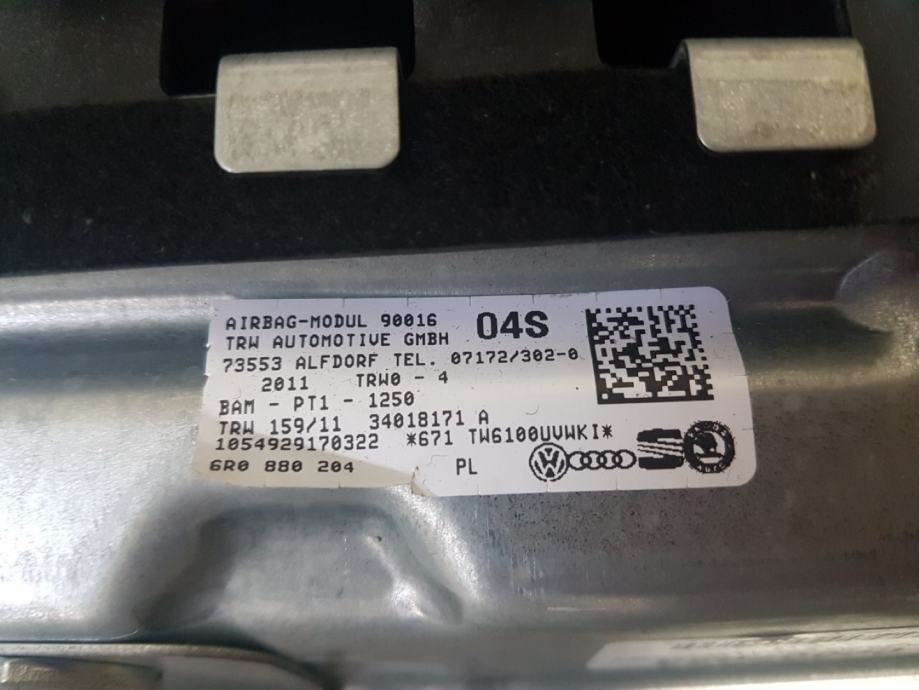 AIRBAG-MODUL 90016 04S
TRW AUTOMOTIVE GMBH
73553 ALFDORF TEL. 07172/302-0
2011 TRW0 - 4
BAM - PT1 - 1250
TRW 159/11 34018171 A
1054929170322 *671 TW6100UVWKI*
6R0 880 204 PL